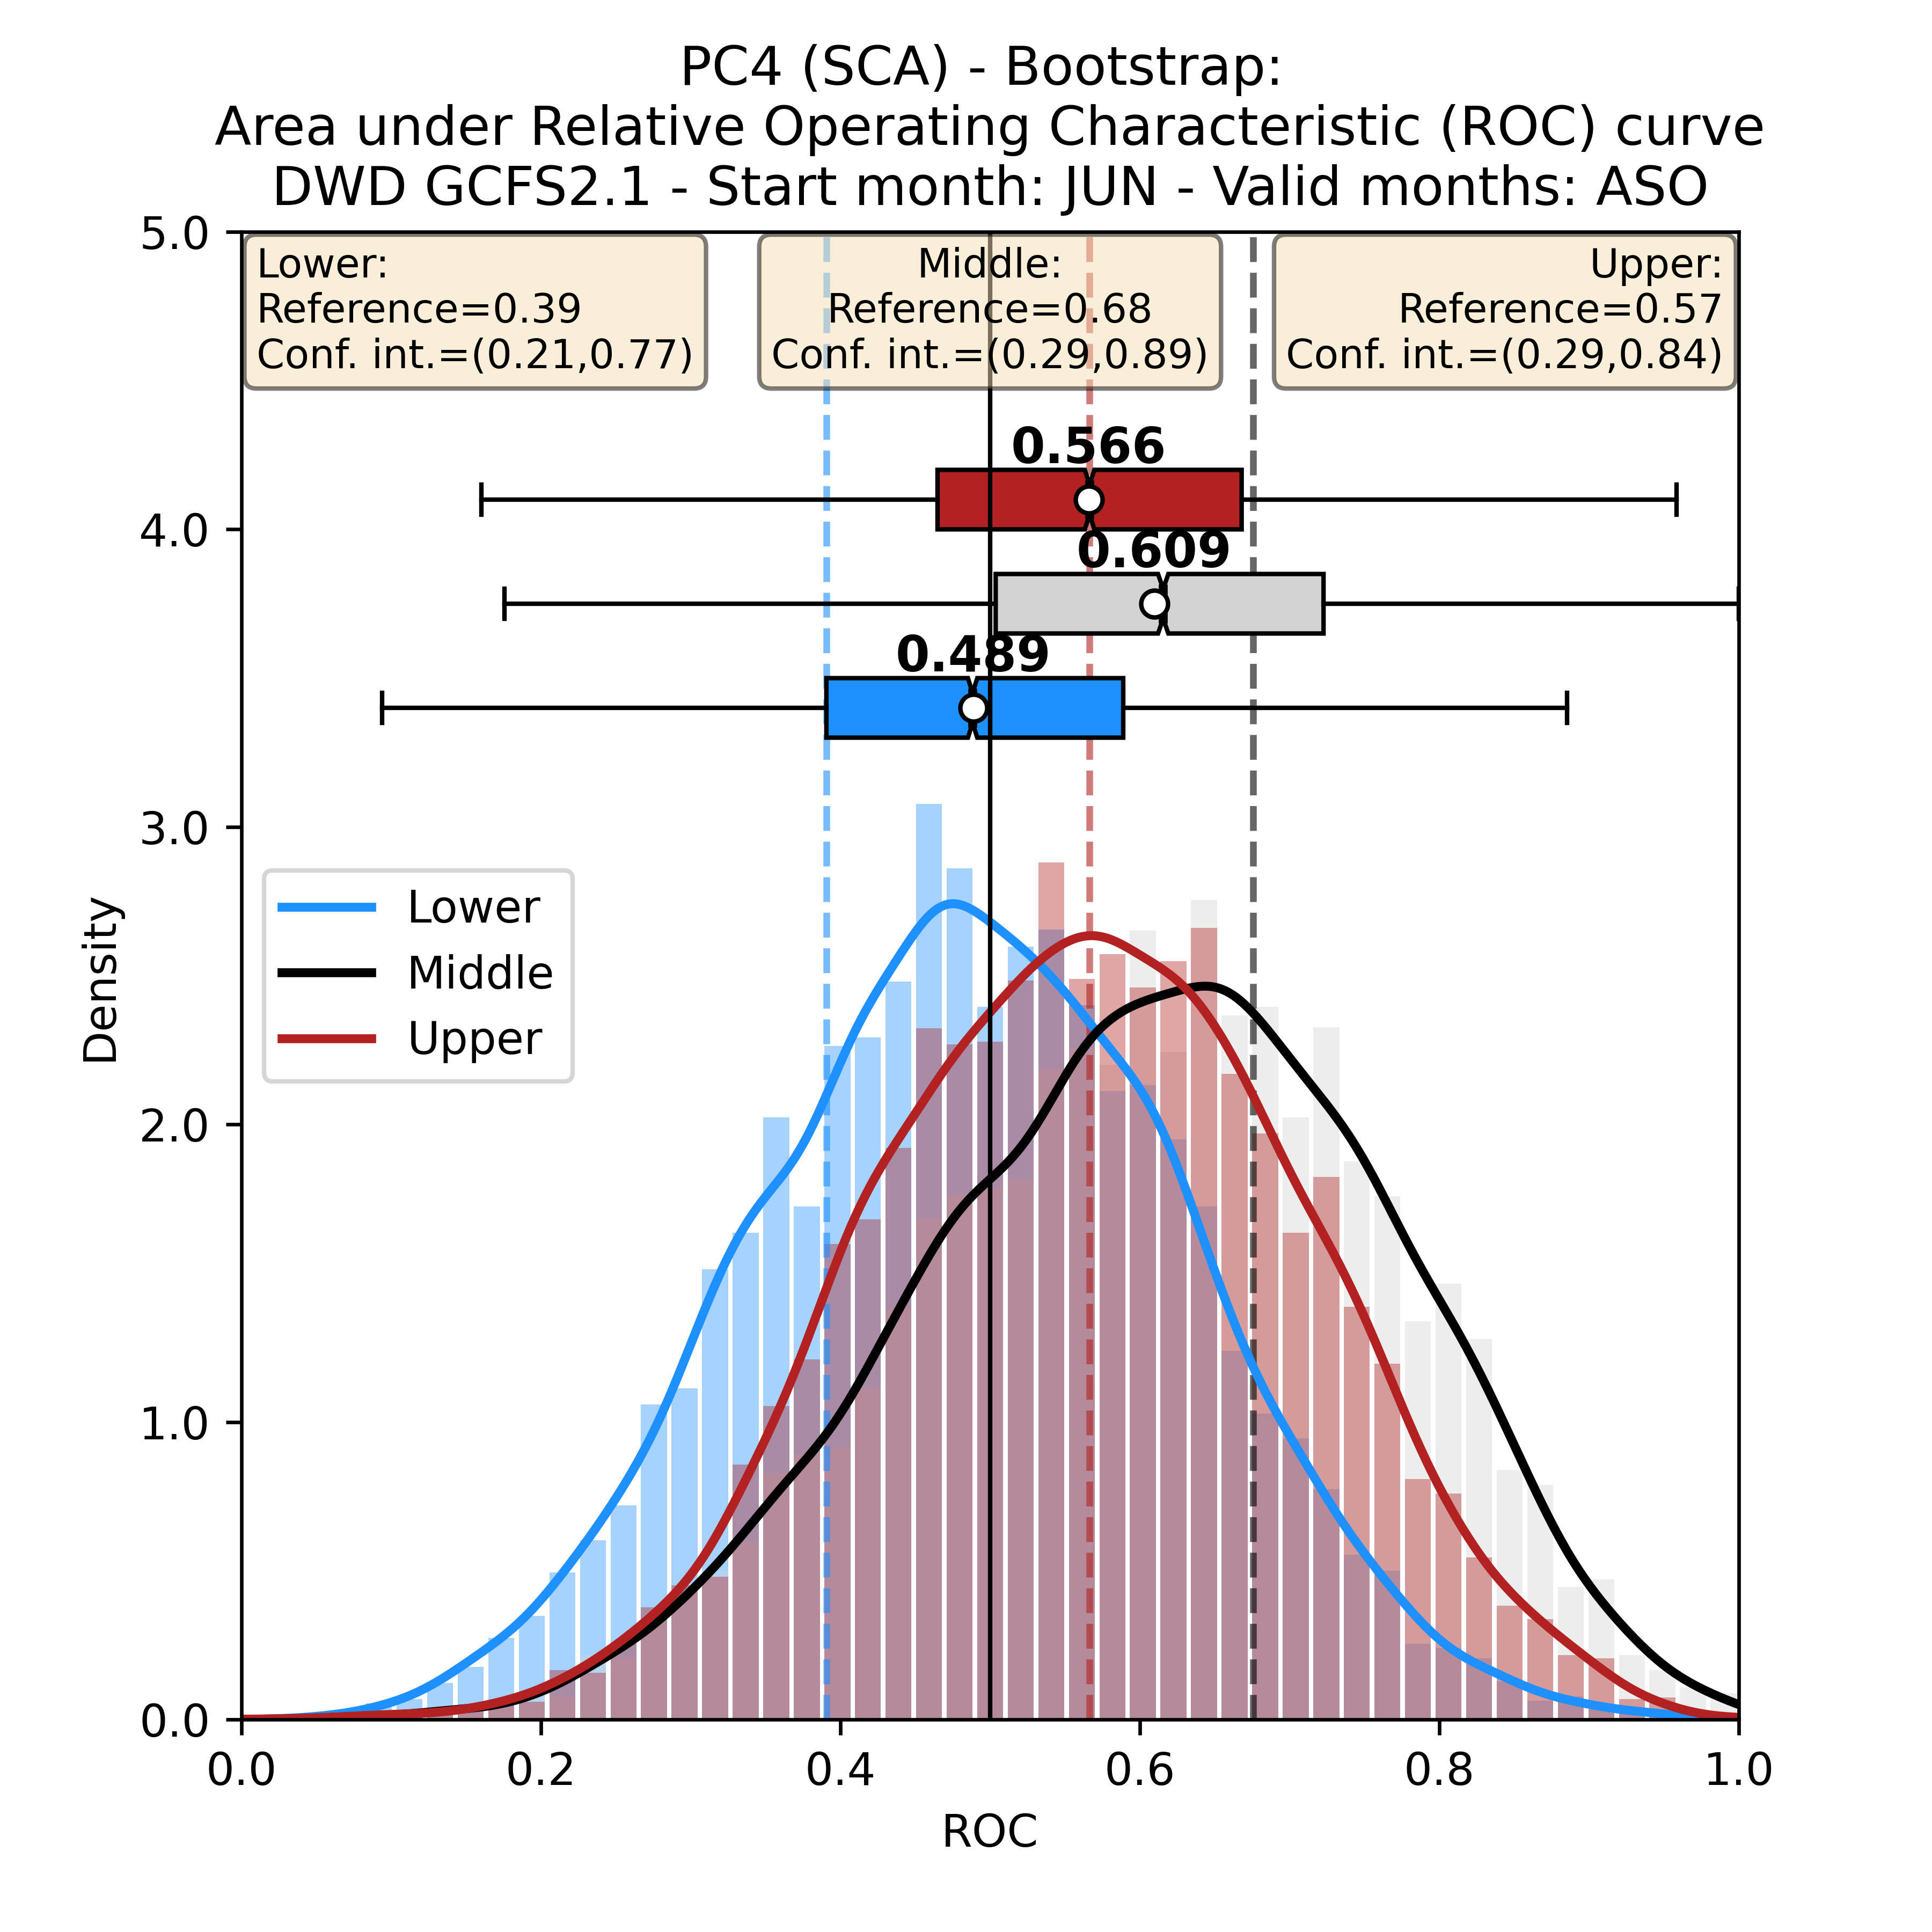 PC4 (SCA) - Bootstrap:
Area under Relative Operating Characteristic (ROC) curve
DWD GCFS2.1 - Start month: JUN - Valid months: ASO
Lower:
Reference=0.39
Conf. int.=(0.21,0.77)
Middle:
Reference=0.68
Conf. int.=(0.29,0.89)
Upper:
Reference=0.57
Conf. int.=(0.29,0.84)
0.566
0.609
0.489
5.0
4.0
3.0
2.0
1.0
0.0
Density
Lower
Middle
Upper
0.0 0.2 0.4 0.6 0.8 1.0
ROC